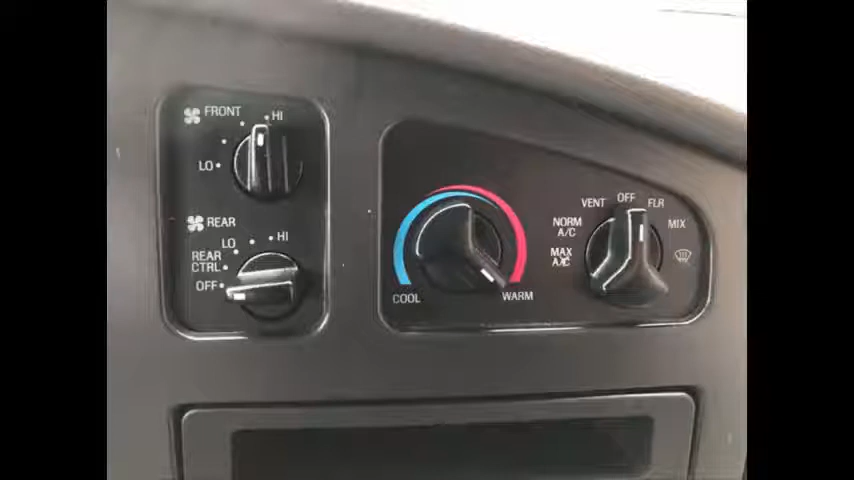 FRONT
HI
LO
REAR
LO
HI
REAR
CTRL
OFF
COOL
WARM
VENT
OFF
FLR
NORM
A/C
MIX
MAX
A/C